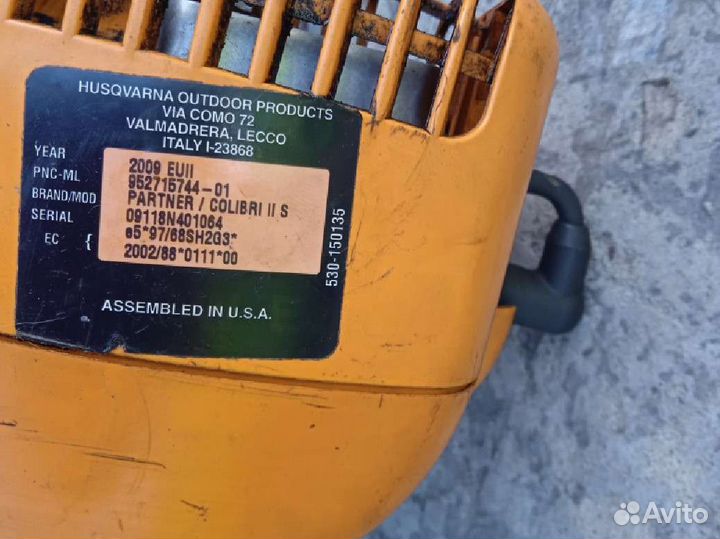 HUSQVARNA OUTDOOR PRODUCTS
VIA COMO 72
VALMADRERA, LECCO
ITALY I-23868
YEAR 2009 EUII
PNC-ML 952715744-01
BRAND/MOD PARTNER / COLIBRI II S
SERIAL 09118N401064
EC { e5*97/68SH2G3*
2002/88*0111*00
530-150135
ASSEMBLED IN U.S.A.
Avito